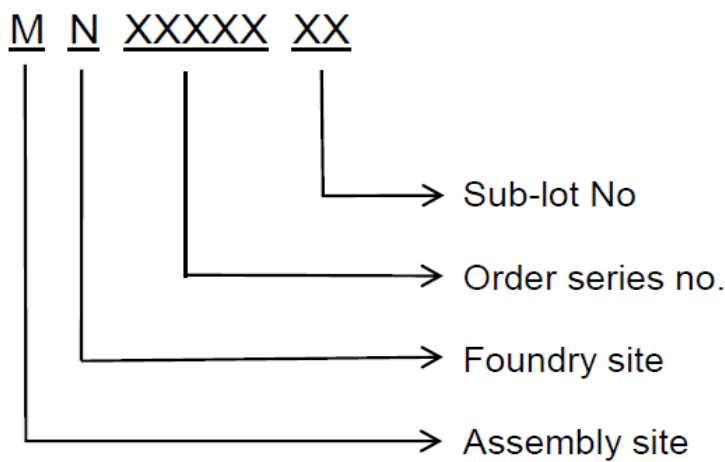 M N XXXXX XX
Sub-lot No
Order series no.
Foundry site
Assembly site